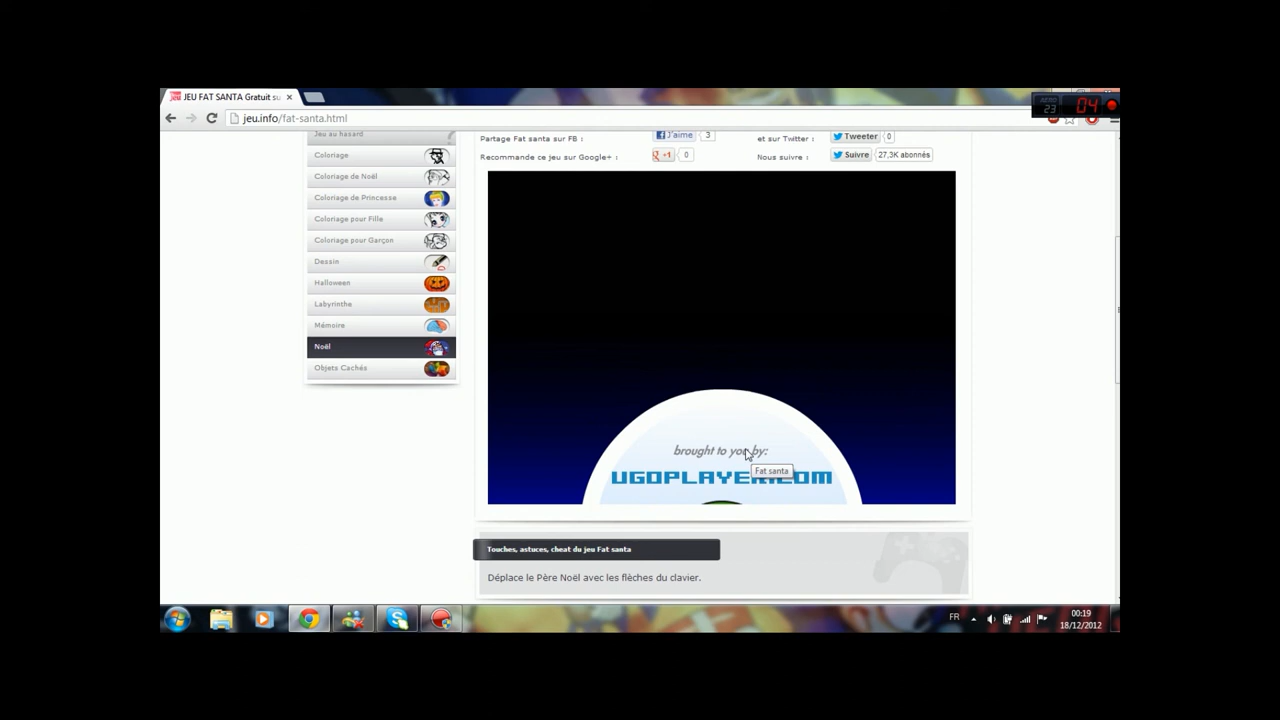 JEU FAT SANTA Gratuit su
AERO
23
04
jeu.info/fat-santa.html
Jeu au hasard
Coloriage
Coloriage de Noël
Coloriage de Princesse
Coloriage pour Fille
Coloriage pour Garçon
Dessin
Halloween
Labyrinthe
Mémoire
Noël
Objets Cachés
Partage Fat santa sur FB :
J'aime
3
et sur Twitter :
Tweeter
0
Recommande ce jeu sur Google+ :
+1
0
Nous suivre :
Suivre
27,3K abonnés
brought to you by:
Fat santa
UGOPLAYER.COM
Touches, astuces, cheat du jeu Fat santa
Déplace le Père Noël avec les flèches du clavier.
FR
00:19
18/12/2012